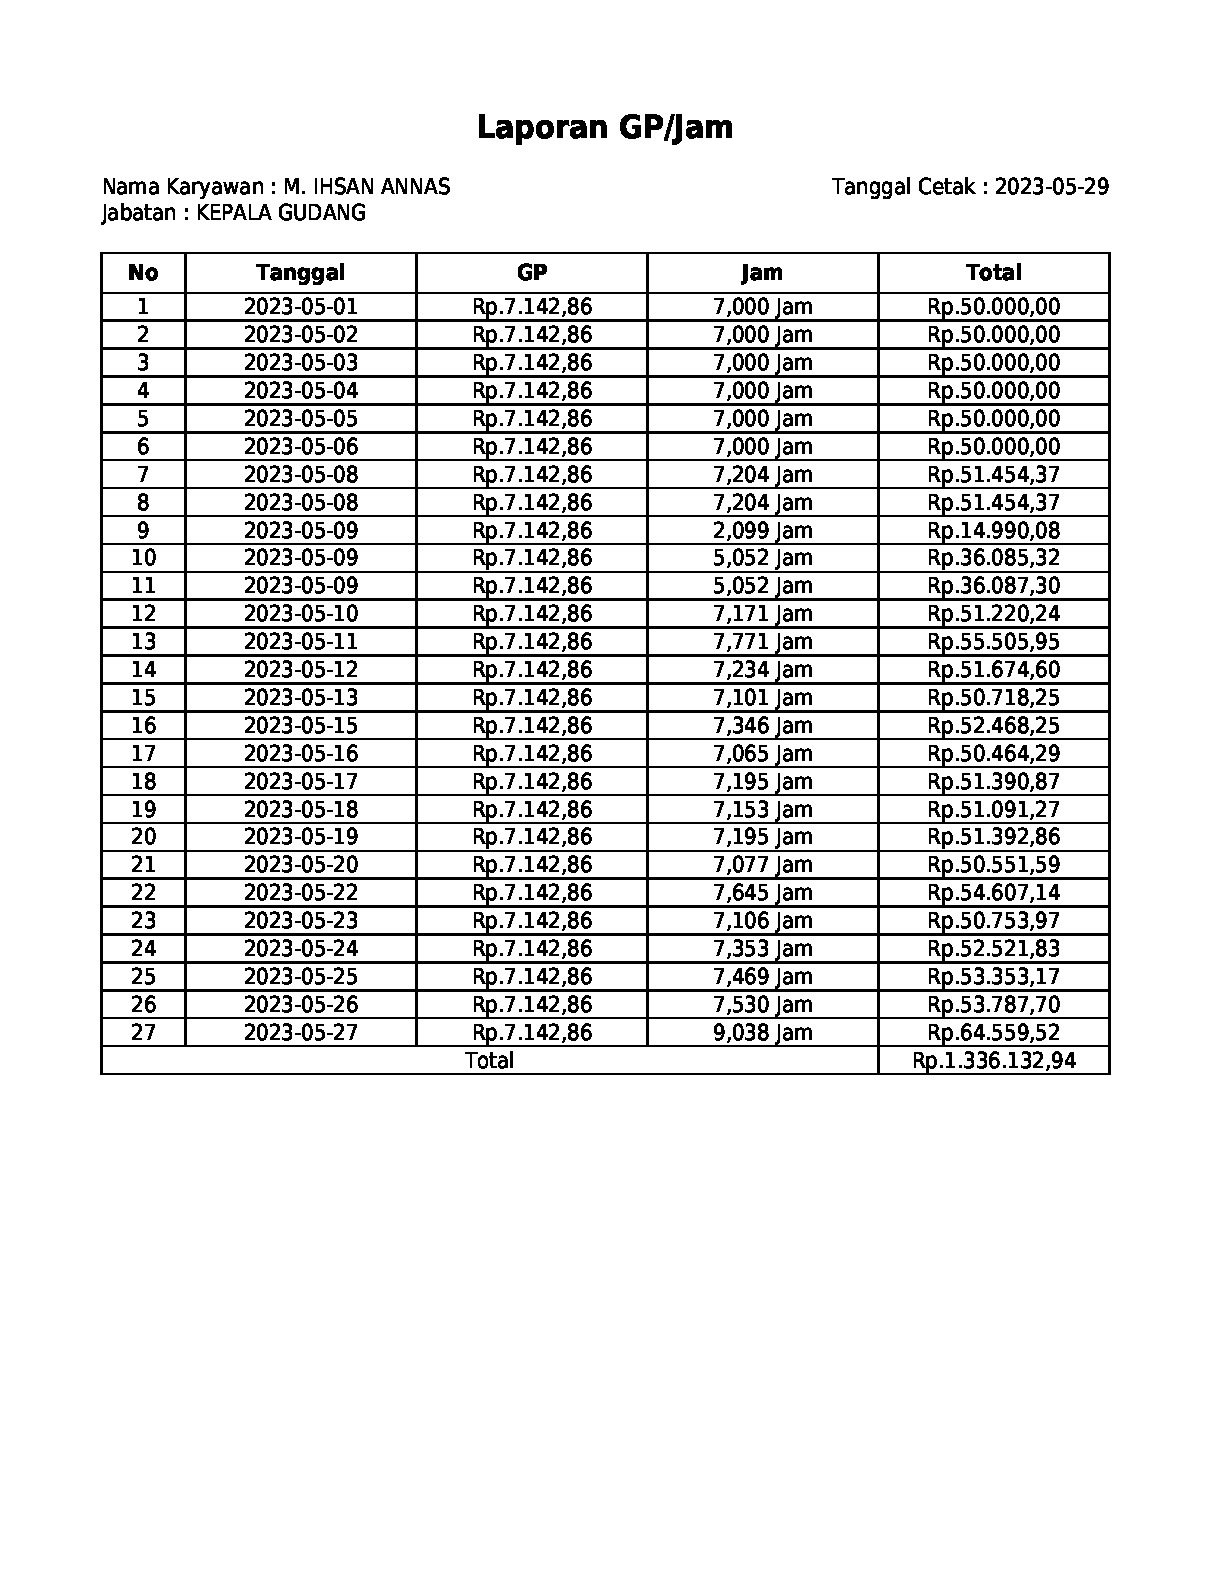 Laporan GP/Jam
Nama Karyawan : M. IHSAN ANNAS Tanggal Cetak : 2023-05-29
Jabatan : KEPALA GUDANG
No Tanggal GP Jam Total
1 2023-05-01 Rp.7.142,86 7,000 Jam Rp.50.000,00
2 2023-05-02 Rp.7.142,86 7,000 Jam Rp.50.000,00
3 2023-05-03 Rp.7.142,86 7,000 Jam Rp.50.000,00
4 2023-05-04 Rp.7.142,86 7,000 Jam Rp.50.000,00
5 2023-05-05 Rp.7.142,86 7,000 Jam Rp.50.000,00
6 2023-05-06 Rp.7.142,86 7,000 Jam Rp.50.000,00
7 2023-05-08 Rp.7.142,86 7,204 Jam Rp.51.454,37
8 2023-05-08 Rp.7.142,86 7,204 Jam Rp.51.454,37
9 2023-05-09 Rp.7.142,86 2,099 Jam Rp.14.990,08
10 2023-05-09 Rp.7.142,86 5,052 Jam Rp.36.085,32
11 2023-05-09 Rp.7.142,86 5,052 Jam Rp.36.087,30
12 2023-05-10 Rp.7.142,86 7,171 Jam Rp.51.220,24
13 2023-05-11 Rp.7.142,86 7,771 Jam Rp.55.505,95
14 2023-05-12 Rp.7.142,86 7,234 Jam Rp.51.674,60
15 2023-05-13 Rp.7.142,86 7,101 Jam Rp.50.718,25
16 2023-05-15 Rp.7.142,86 7,346 Jam Rp.52.468,25
17 2023-05-16 Rp.7.142,86 7,065 Jam Rp.50.464,29
18 2023-05-17 Rp.7.142,86 7,195 Jam Rp.51.390,87
19 2023-05-18 Rp.7.142,86 7,153 Jam Rp.51.091,27
20 2023-05-19 Rp.7.142,86 7,195 Jam Rp.51.392,86
21 2023-05-20 Rp.7.142,86 7,077 Jam Rp.50.551,59
22 2023-05-22 Rp.7.142,86 7,645 Jam Rp.54.607,14
23 2023-05-23 Rp.7.142,86 7,106 Jam Rp.50.753,97
24 2023-05-24 Rp.7.142,86 7,353 Jam Rp.52.521,83
25 2023-05-25 Rp.7.142,86 7,469 Jam Rp.53.353,17
26 2023-05-26 Rp.7.142,86 7,530 Jam Rp.53.787,70
27 2023-05-27 Rp.7.142,86 9,038 Jam Rp.64.559,52
Total Rp.1.336.132,94